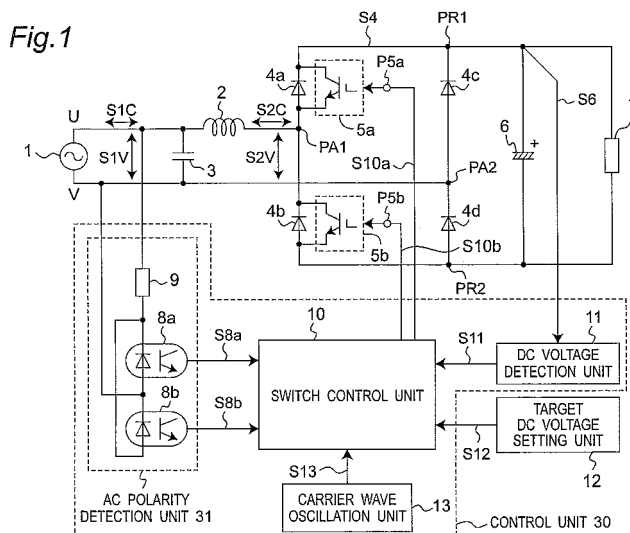 Fig.1
S4
PR1
4a
P5a
4c
S6
U
S1C
2
S2C
5a
1
S1V
S2V
PA1
S10a
6
+
3
V
PA2
4b
P5b
4d
5b
S10b
PR2
9
10
11
8a
S8a
S11
DC VOLTAGE
DETECTION UNIT
SWITCH CONTROL
UNIT
8b
S8b
TARGET
DC VOLTAGE
SETTING UNIT
S12
12
S13
AC POLARITY
DETECTION UNIT 31
CARRIER WAVE
OSCILLATION UNIT
13
CONTROL UNIT 30